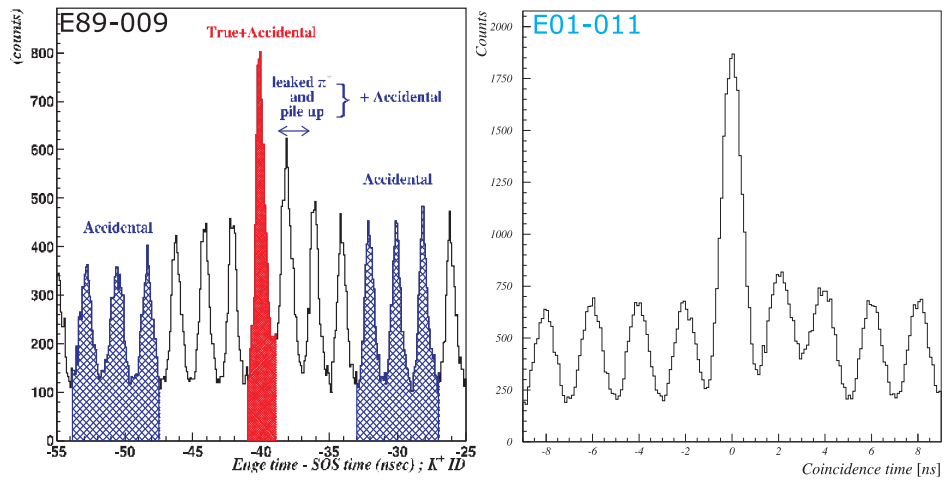 E89-009
(counts)
True+Accidental
leaked π⁻
and
pile up
+ Accidental
Accidental
Accidental
800
700
600
500
400
300
200
100
0
-55
-50
-45
-40
-35
-30
-25
Enge time - SOS time (nsec) ; K⁺ ID
E01-011
Counts
2000
1750
1500
1250
1000
750
500
250
0
-8
-6
-4
-2
0
2
4
6
8
Coincidence time [ns]